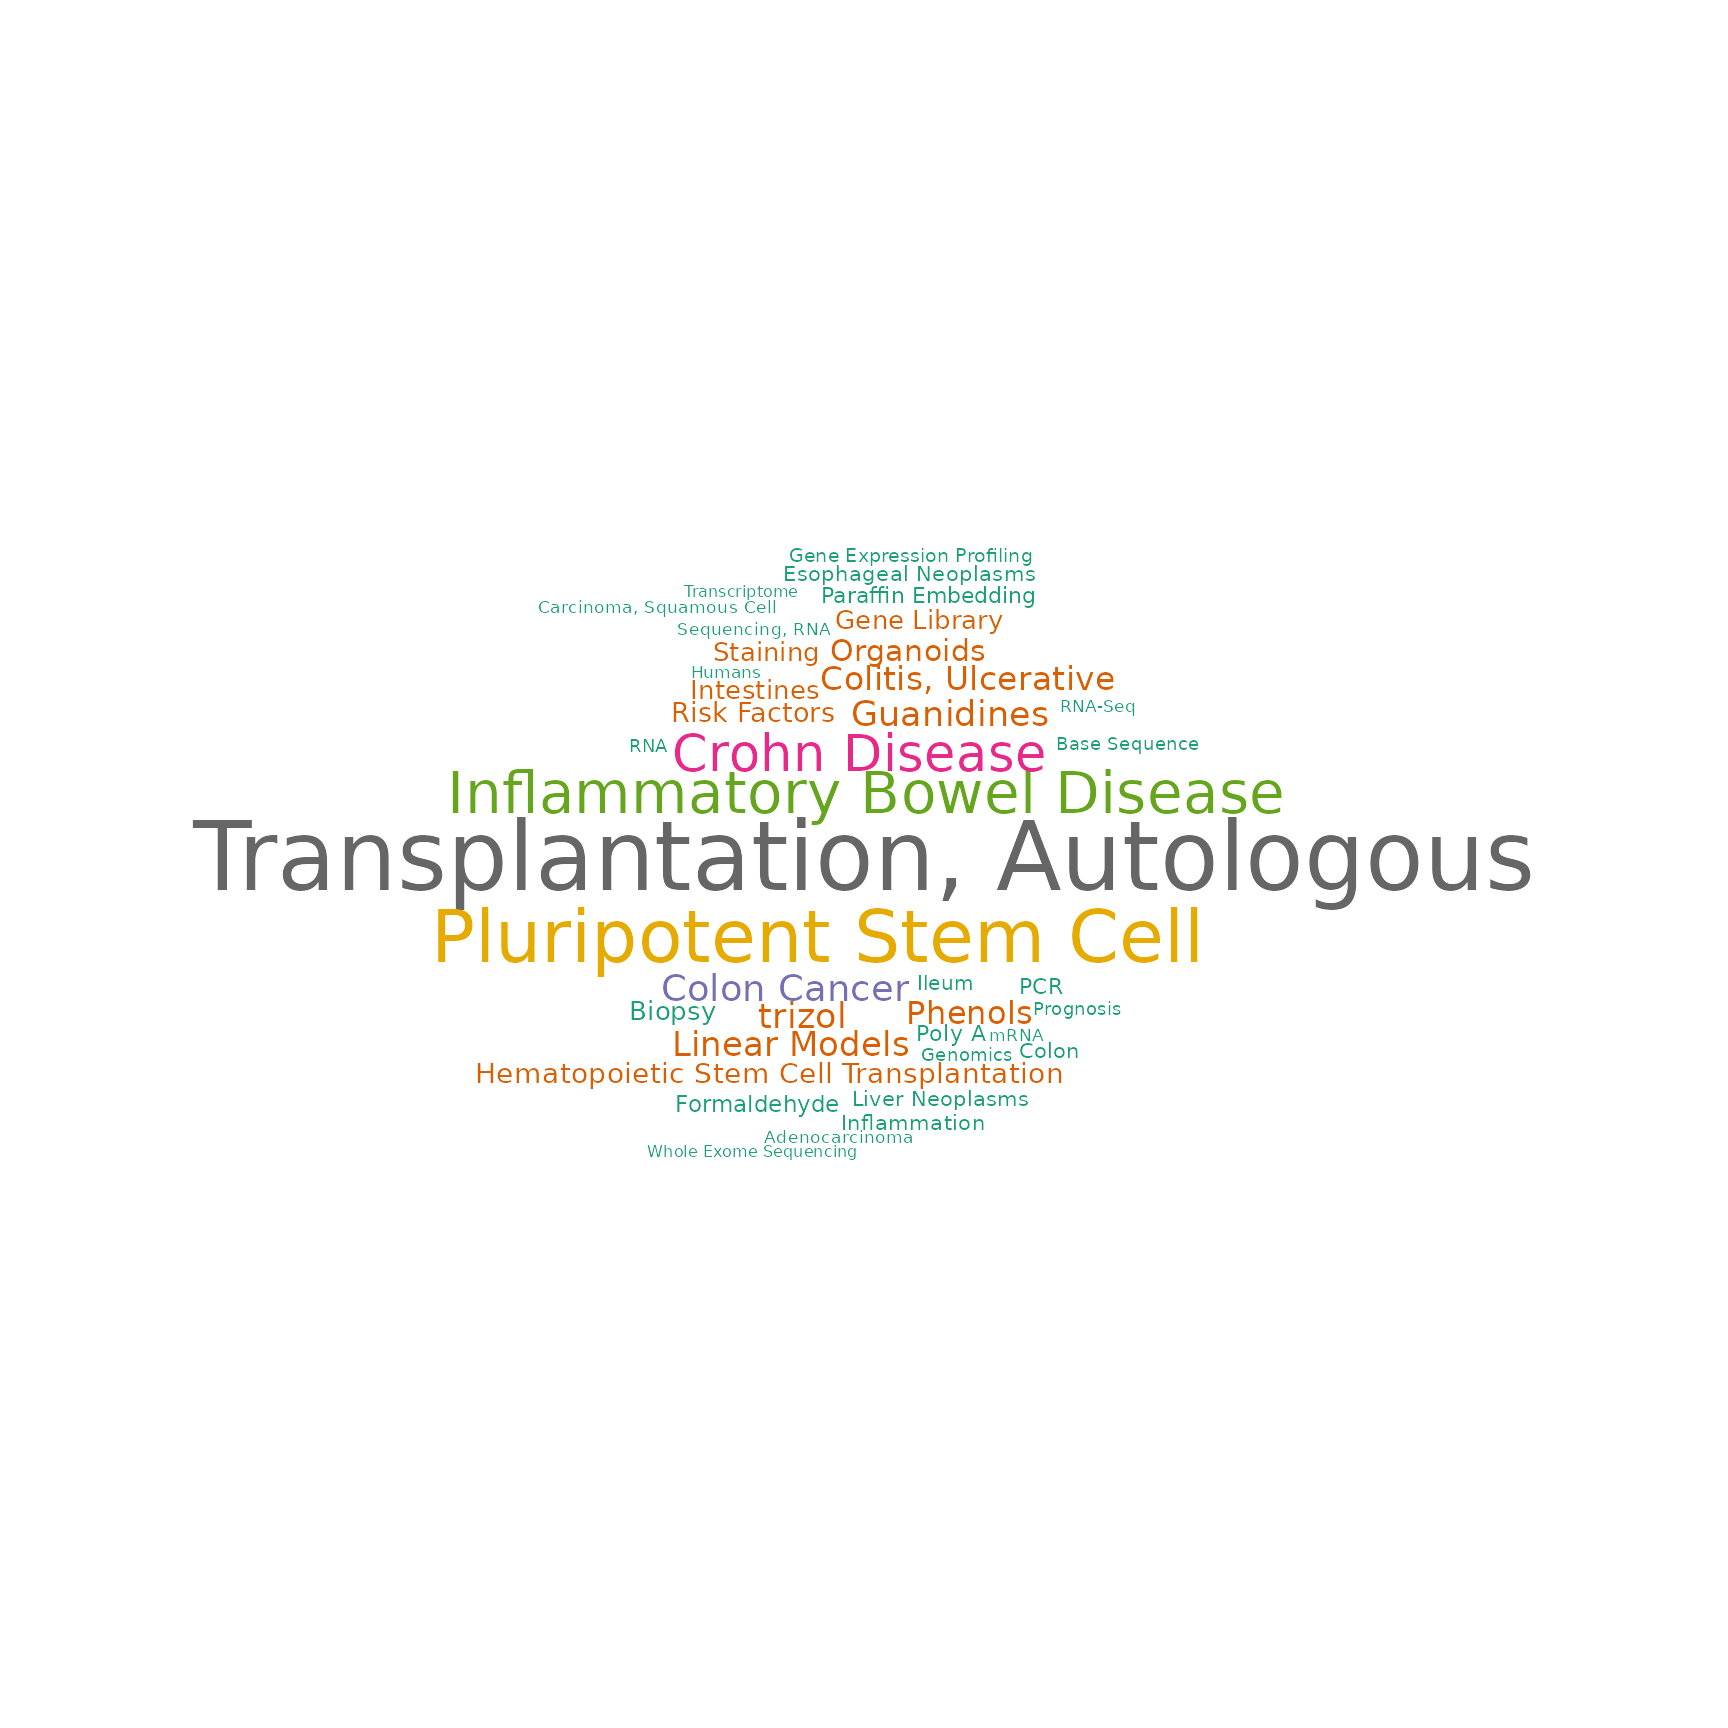 Gene Expression Profiling
Esophageal Neoplasms
Transcriptome
Paraffin Embedding
Carcinoma, Squamous Cell
Gene Library
Sequencing, RNA
Staining
Organoids
Humans
Colitis, Ulcerative
Intestines
RNA-Seq
Risk Factors
Guanidines
RNA
Crohn Disease
Base Sequence
Inflammatory Bowel Disease
Transplantation, Autologous
Pluripotent Stem Cell
Colon Cancer
Ileum
PCR
Biopsy
trizol
Phenols
Prognosis
Linear Models
Poly A
mRNA
Genomics
Colon
Hematopoietic Stem Cell Transplantation
Formaldehyde
Liver Neoplasms
Inflammation
Adenocarcinoma
Whole Exome Sequencing